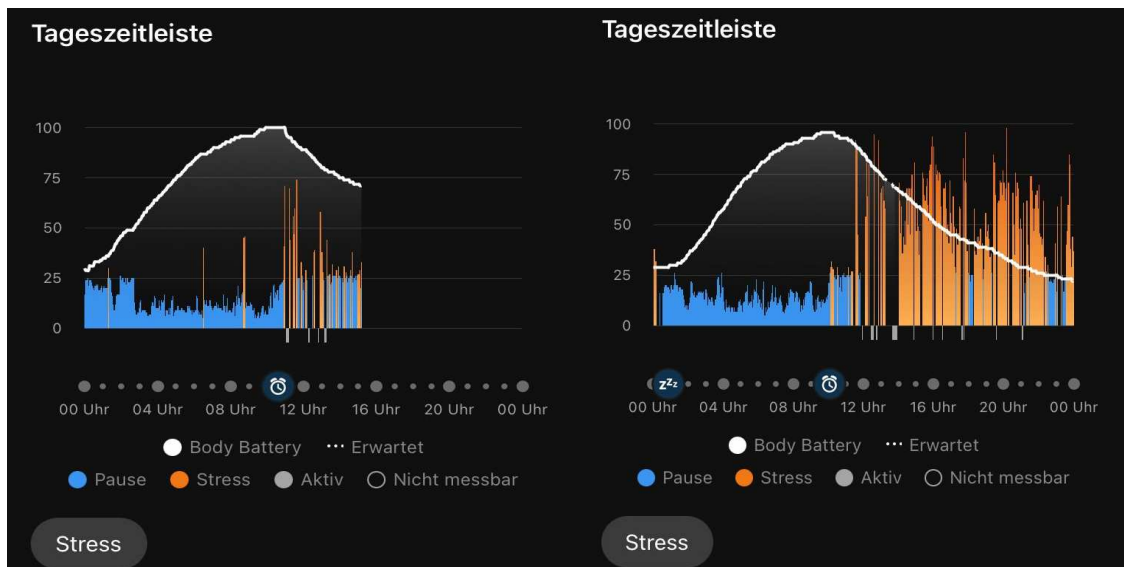 Tageszeitleiste
100
75
50
25
0
00 Uhr 04 Uhr 08 Uhr 12 Uhr 16 Uhr 20 Uhr 00 Uhr
Body Battery Erwartet
Pause Stress Aktiv Nicht messbar
Stress
Tageszeitleiste
100
75
50
25
0
zzz
00 Uhr 04 Uhr 08 Uhr 12 Uhr 16 Uhr 20 Uhr 00 Uhr
Body Battery Erwartet
Pause Stress Aktiv Nicht messbar
Stress